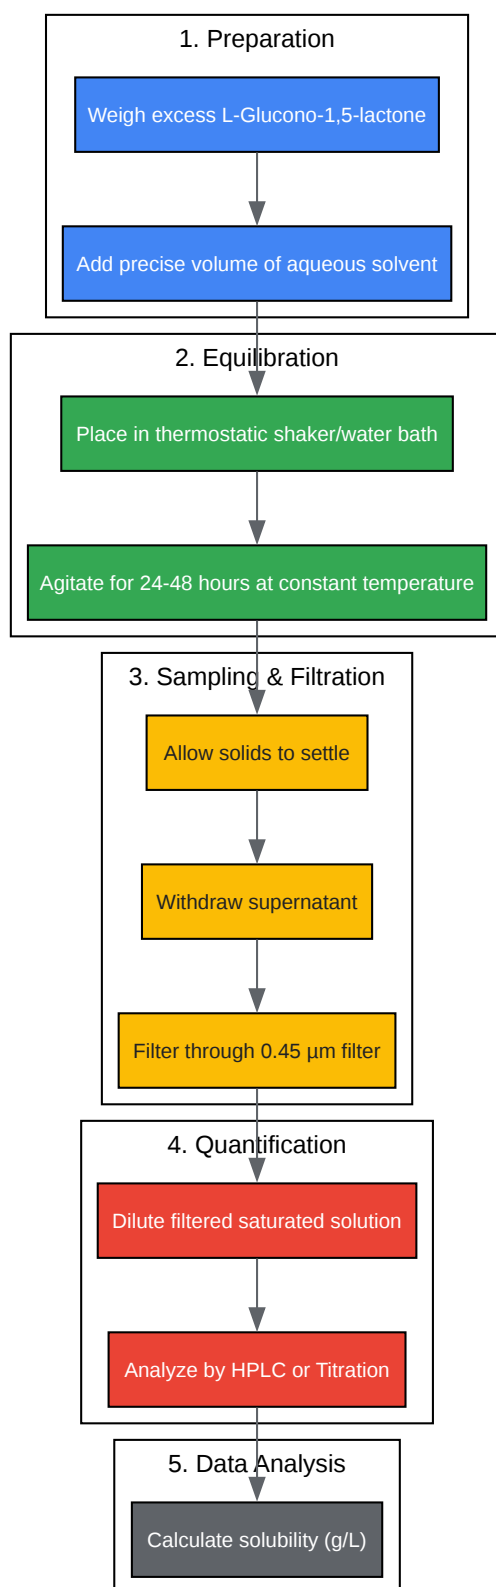 1. Preparation
Weigh excess L-Glucono-1,5-lactone
Add precise volume of aqueous solvent
2. Equilibration
Place in thermostatic shaker/water bath
Agitate for 24-48 hours at constant temperature
3. Sampling & Filtration
Allow solids to settle
Withdraw supernatant
Filter through 0.45 µm filter
4. Quantification
Dilute filtered saturated solution
Analyze by HPLC or Titration
5. Data Analysis
Calculate solubility (g/L)